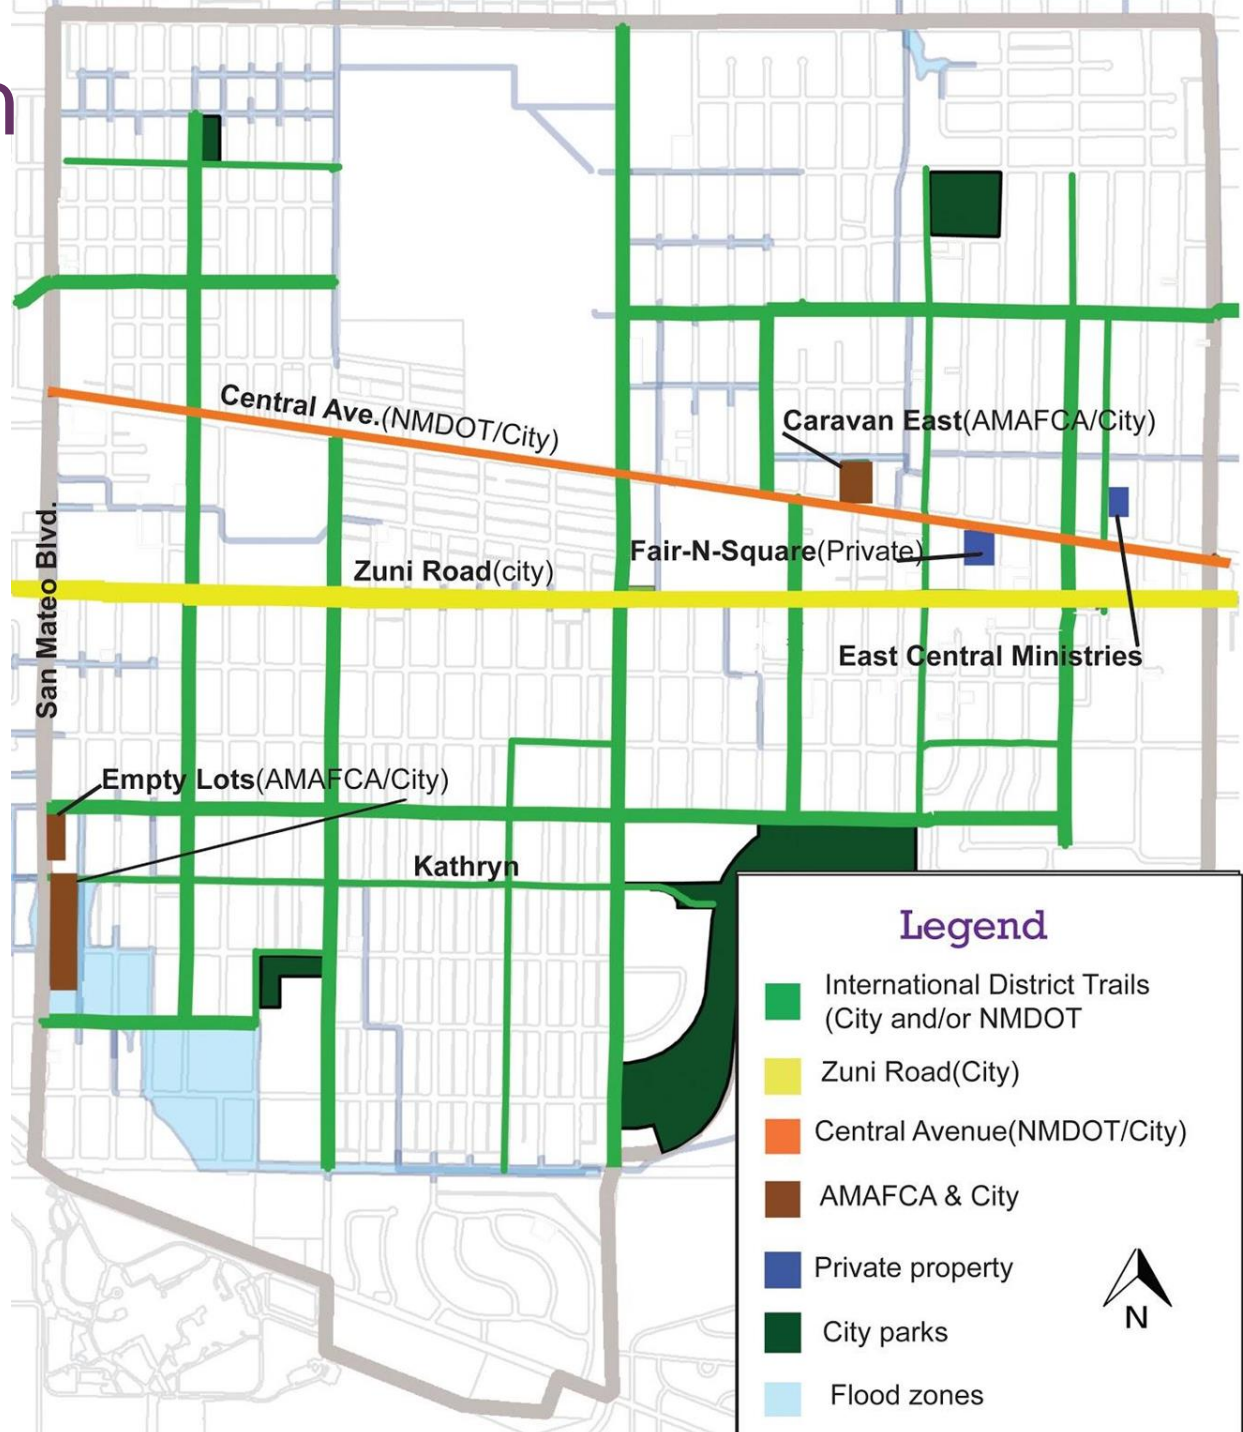 n
Central Ave.(NMDOT/City)
Caravan East(AMAFCA/City)
Fair-N-Square(Private)
Zuni Road(city)
San Mateo Blvd.
East Central Ministries
Empty Lots(AMAFCA/City)
Kathryn
Legend
International District Trails
(City and/or NMDOT
Zuni Road(City)
Central Avenue(NMDOT/City)
AMAFCA & City
Private property
City parks
Flood zones
N